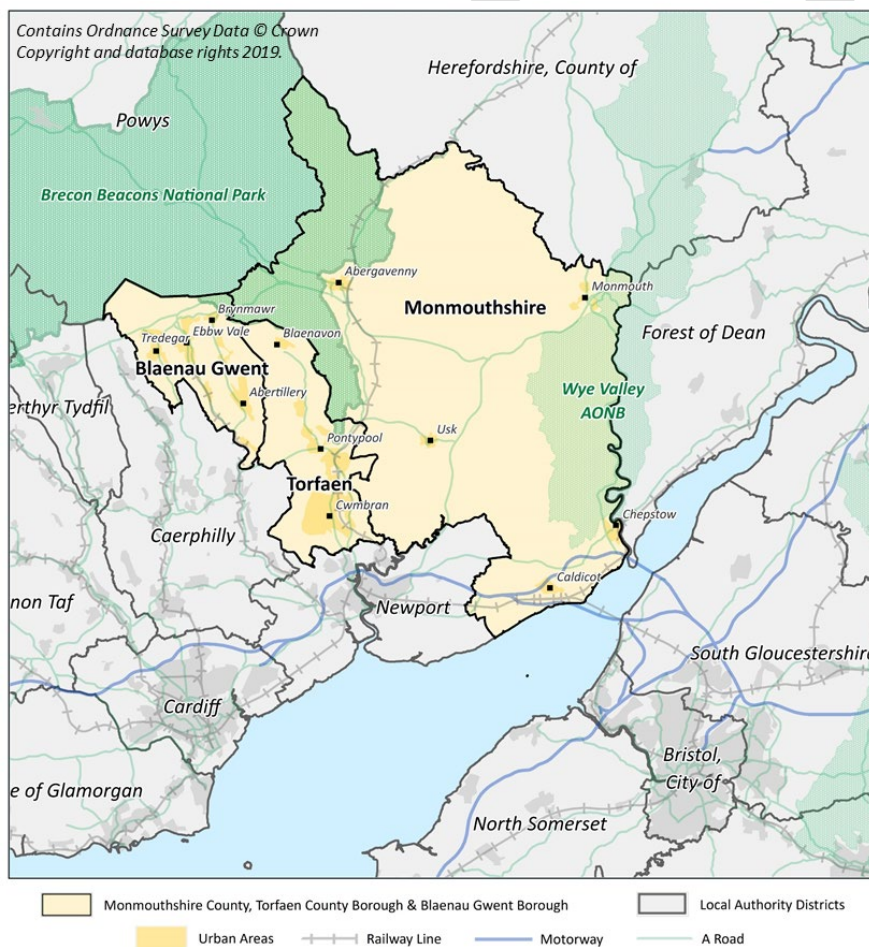 Contains Ordnance Survey Data © Crown
Copyright and database rights 2019.
Herefordshire, County of
Powys
Brecon Beacons National Park
Abergavenny
Monmouth
Monmouthshire
Brynmawr
Ebbw Vale
Tredegar
Blaenavon
Forest of Dean
Blaenau Gwent
Wye Valley
AONB
Abertillery
erthyr Tydfil
Usk
Pontypool
Torfaen
Cwmbran
Chepstow
Caerphilly
Caldicot
non Taf
Newport
South Gloucestershire
Cardiff
Bristol,
City of
e of Glamorgan
North Somerset
Monmouthshire County, Torfaen County Borough & Blaenau Gwent Borough
Local Authority Districts
Urban Areas
Railway Line
Motorway
A Road